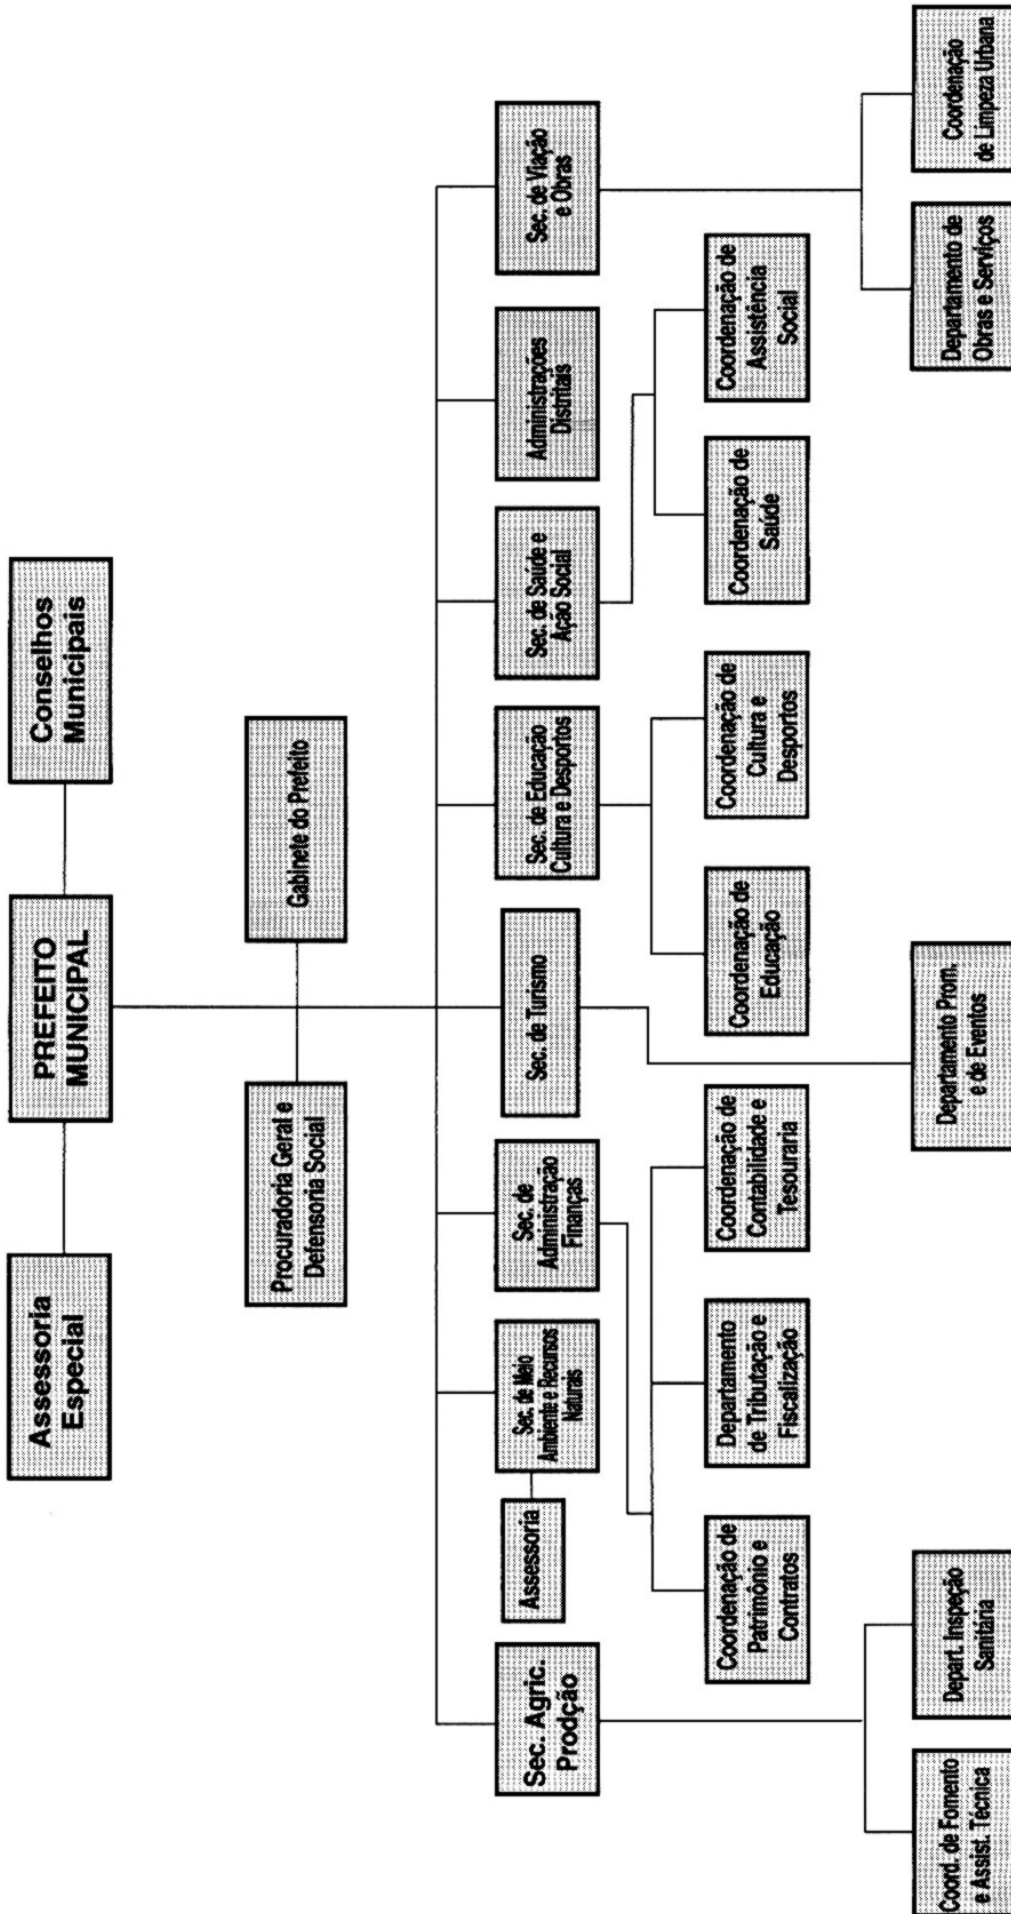 Assessoria
Especial
PREFEITO
MUNICIPAL
Conselhos
Municipais
Procuradoria Geral e
Defensoria Social
Gabinete do Prefeito
Sec. Agric.
Prodção
Assessoria
Sec. de Meio
Ambiente e Recursos
Naturais
Sec. de
Administração
Finanças
Sec. de Turismo
Sec. de Educação
Cultura e Desportos
Sec. de Saúde e
Ação Social
Administrações
Distritais
Sec. de Viação
e Obras
Coordenação de
Patrimônio e
Contratos
Departamento
de Tributação e
Fiscalização
Coordenação de
Contabilidade e
Tesouraria
Coordenação de
Educação
Coordenação de
Cultura e
Desportos
Coordenação de
Saúde
Coordenação de
Assistência
Social
Coord. de Fomento
e Assist. Técnica
Depart. Inspeção
Sanitária
Departamento Prom.
e de Eventos
Departamento de
Obras e Serviços
Coordenação
de Limpeza Urbana